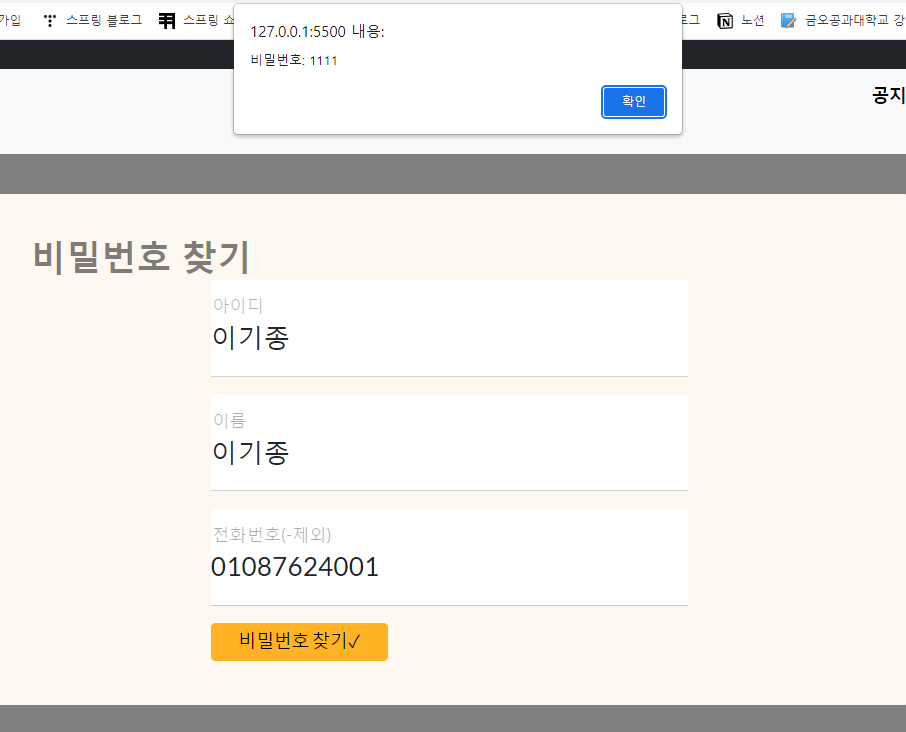 가입 스프링 블로그 스프링 쇼 로그 노션 금오공과대학교 강
127.0.0.1:5500 내용:
비밀번호: 1111
확인
공지
비밀번호 찾기
아이디
이기종
이름
이기종
전화번호(-제외)
01087624001
비밀번호 찾기✓